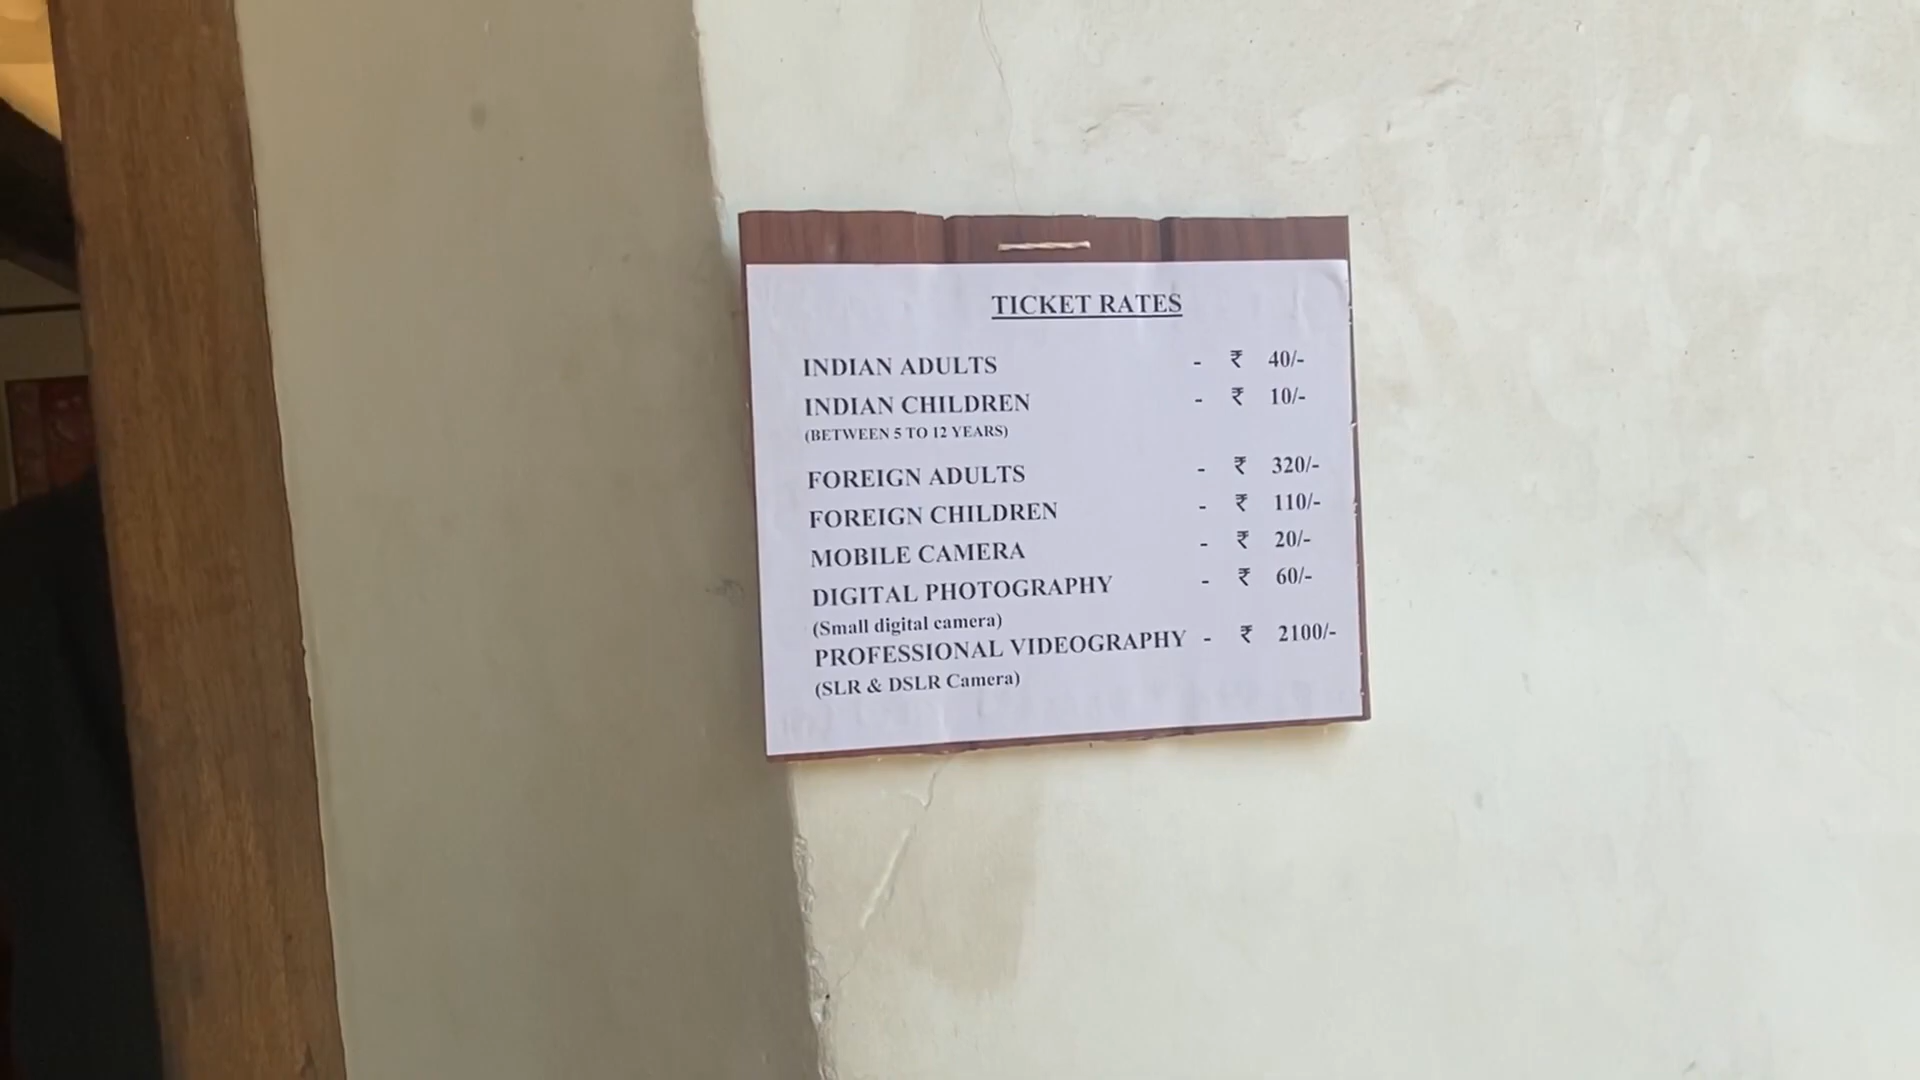 TICKET RATES
INDIAN ADULTS - ₹ 40/-
INDIAN CHILDREN - ₹ 10/-
(BETWEEN 5 TO 12 YEARS)
FOREIGN ADULTS - ₹ 320/-
FOREIGN CHILDREN - ₹ 110/-
MOBILE CAMERA - ₹ 20/-
DIGITAL PHOTOGRAPHY - ₹ 60/-
(Small digital camera)
PROFESSIONAL VIDEOGRAPHY - ₹ 2100/-
(SLR & DSLR Camera)